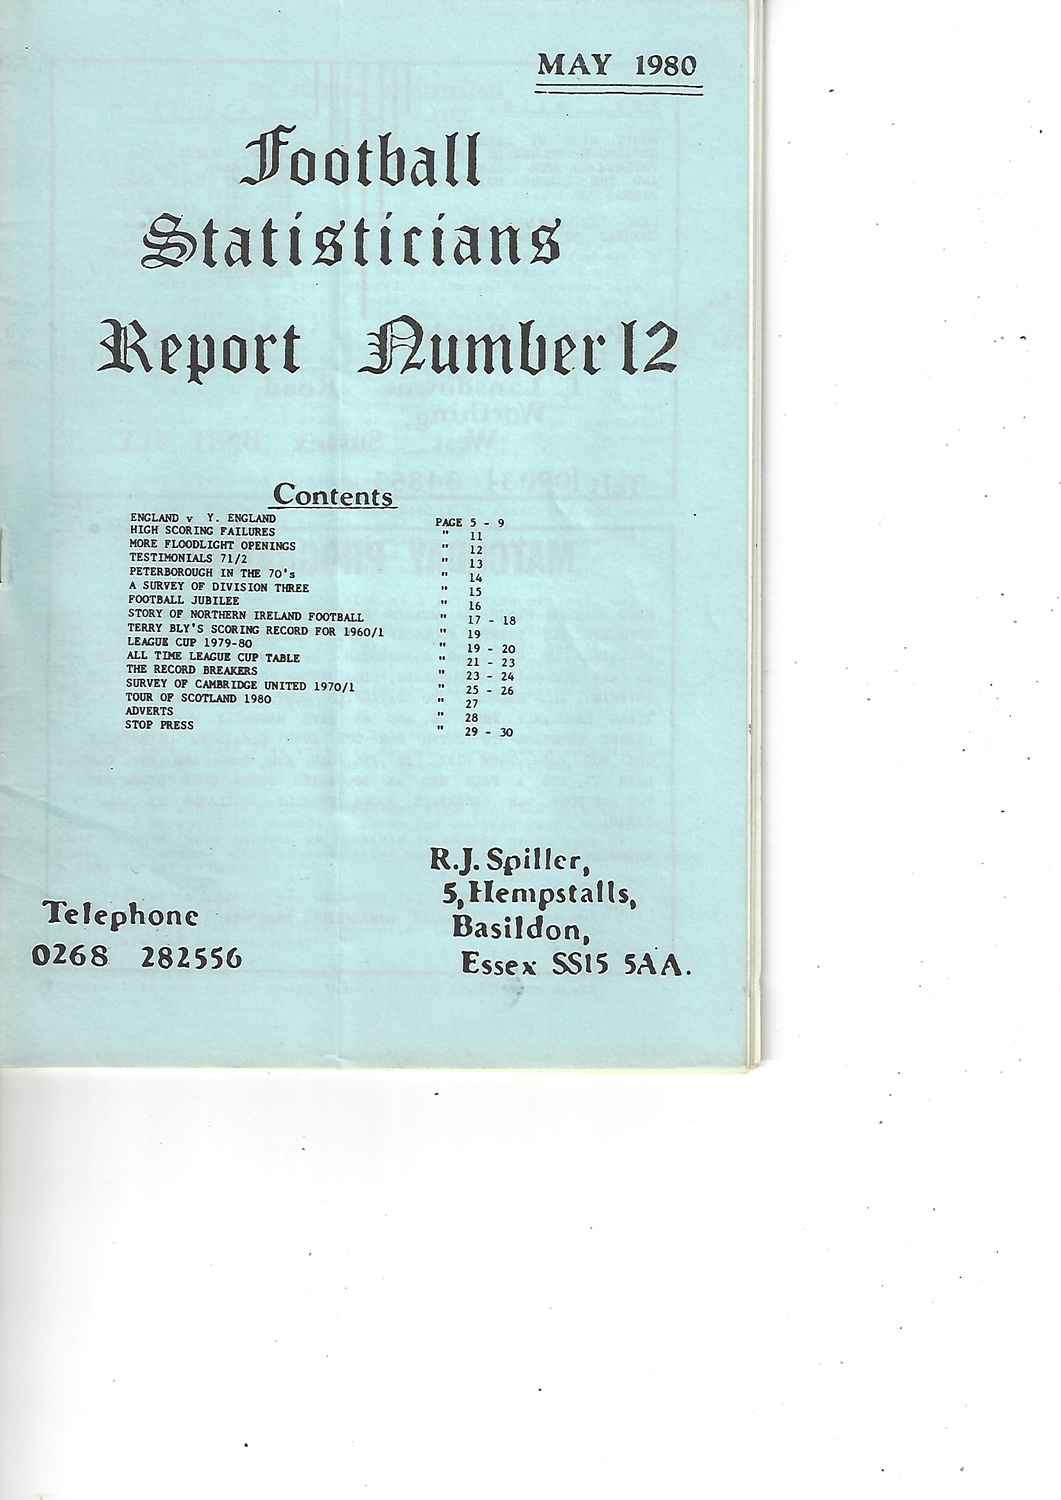 MAY 1980
Football
Statisticians
Report Number 12
Contents
ENGLAND v Y. ENGLAND PAGE 5 - 9
HIGH SCORING FAILURES " 11
MORE FLOODLIGHT OPENINGS " 12
TESTIMONIALS 71/2 " 13
PETERBOROUGH IN THE 70's " 14
A SURVEY OF DIVISION THREE " 15
FOOTBALL JUBILEE " 16
STORY OF NORTHERN IRELAND FOOTBALL " 17 - 18
TERRY BLY'S SCORING RECORD FOR 1960/1 " 19
LEAGUE CUP 1979-80 " 19 - 20
ALL TIME LEAGUE CUP TABLE " 21 - 23
THE RECORD BREAKERS " 23 - 24
SURVEY OF CAMBRIDGE UNITED 1970/1 " 25 - 26
TOUR OF SCOTLAND 1980 " 27
ADVERTS " 28
STOP PRESS " 29 - 30
R.J. Spiller,
5, Hempstalls,
Basildon,
Essex SS15 5AA.
Telephone
0268 282556